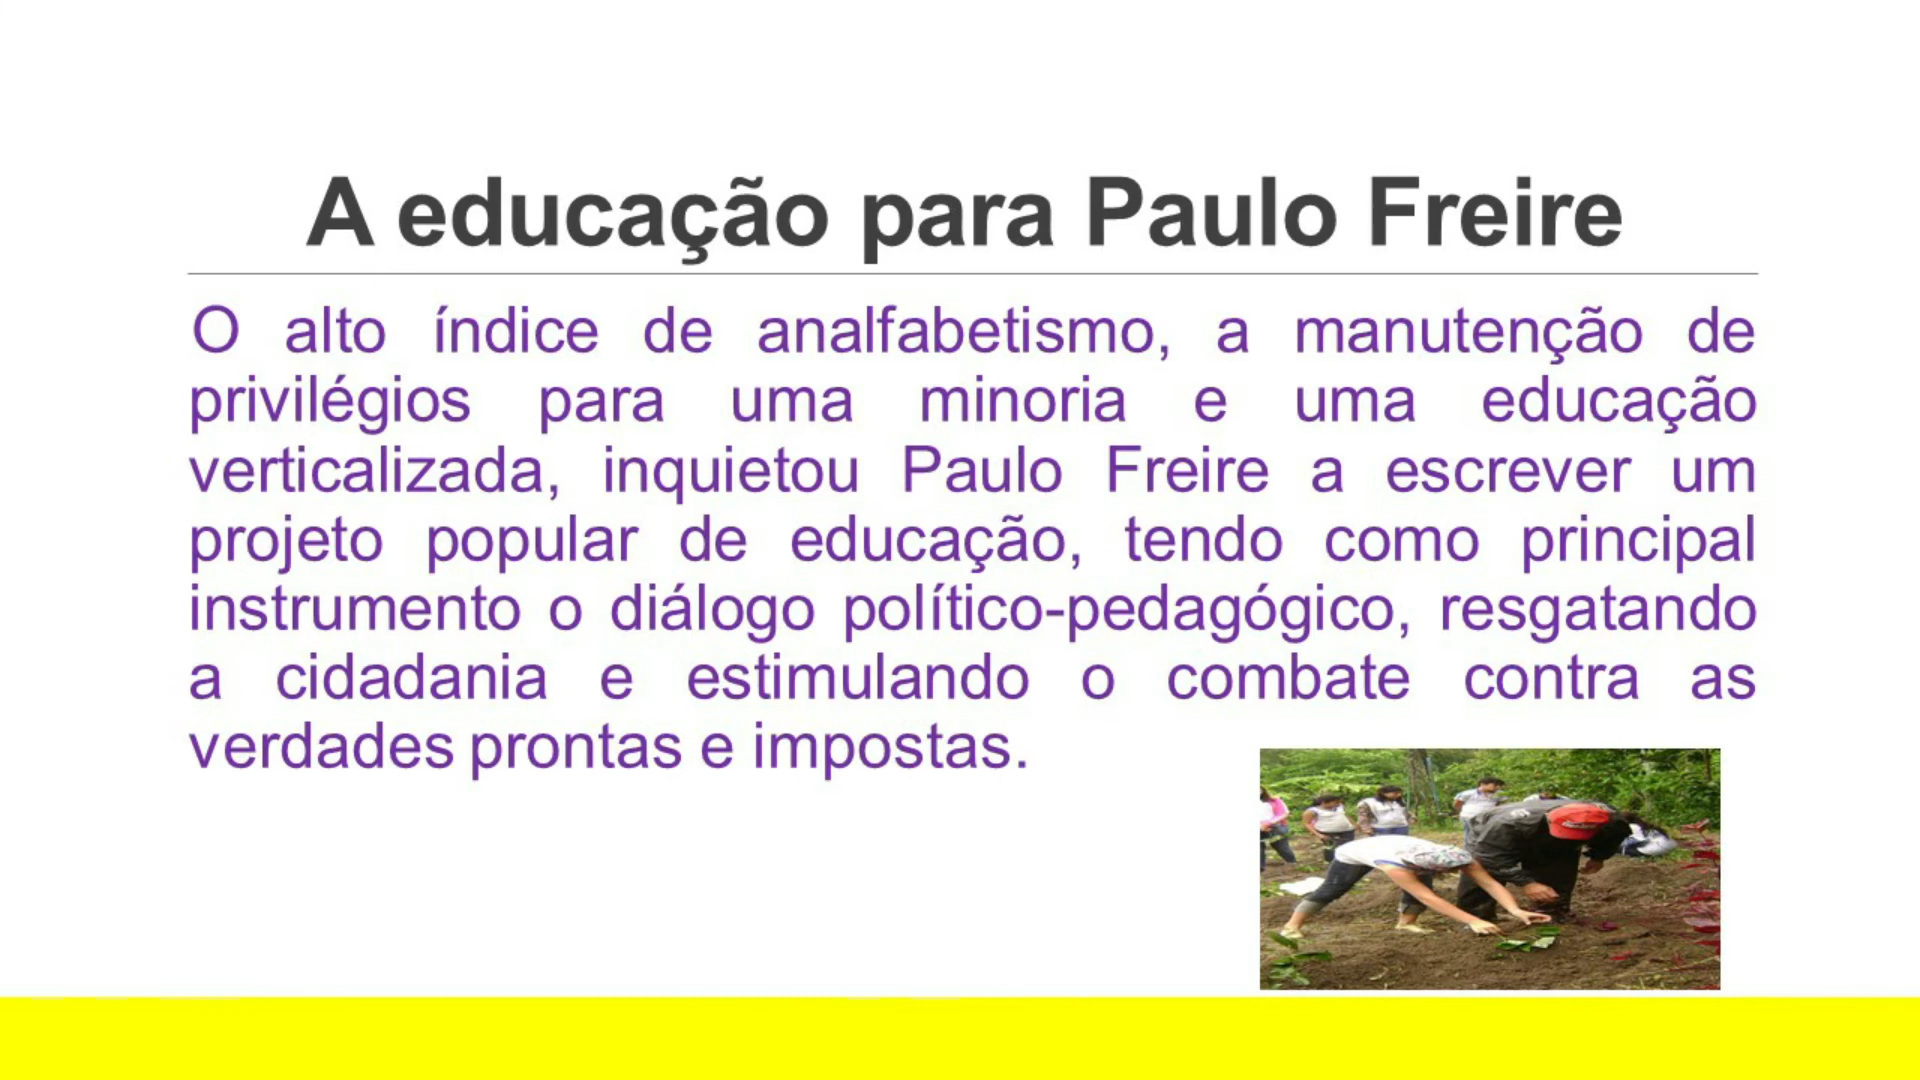 A educação para Paulo Freire
O alto índice de analfabetismo, a manutenção de
privilégios para uma minoria e uma educação
verticalizada, inquietou Paulo Freire a escrever um
projeto popular de educação, tendo como principal
instrumento o diálogo político-pedagógico, resgatando
a cidadania e estimulando o combate contra as
verdades prontas e impostas.